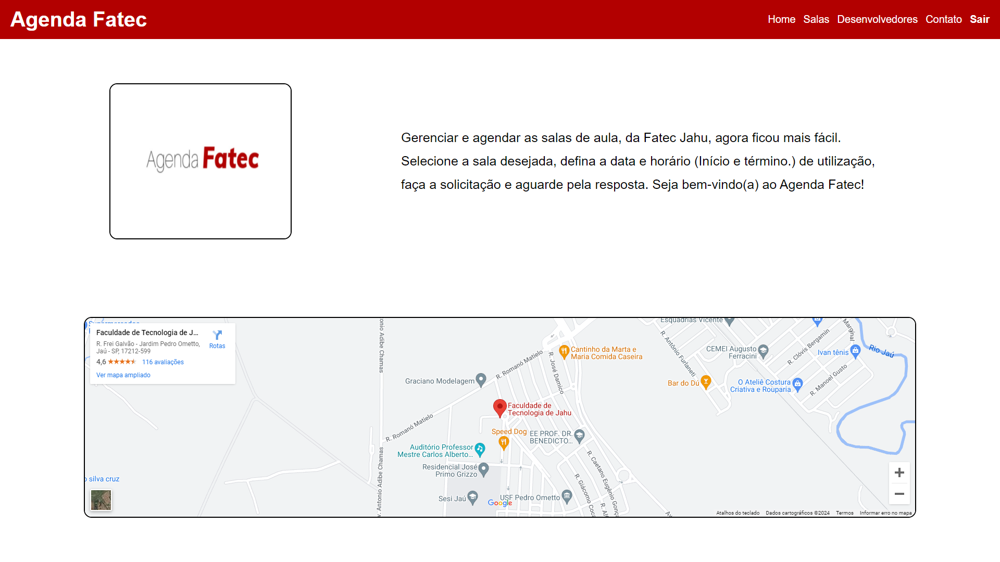 Agenda Fatec
Home Salas Desenvolvedores Contato Sair
Agenda Fatec
Gerenciar e agendar as salas de aula, da Fatec Jahu, agora ficou mais fácil.
Selecione a sala desejada, defina a data e horário (Início e término.) de utilização,
faça a solicitação e aguarde pela resposta. Seja bem-vindo(a) ao Agenda Fatec!
Faculdade de Tecnologia de J...
R. Frei Galvão - Jardim Pedro Ometto,
Jaú - SP, 17212-599
4,6 116 avaliações
Ver mapa ampliado
Rotas
Esquadrias Vicente
Cantinho da Marta e
Maria Comida Caseira
CEMEI Augusto
Ferracini
Ivan tênis
Rio Jaú
Marginal
R. Clóvis Bergamin
R. Manoel Gusto
R. Antônio Furlaneti
R. José Damico
R. Romanó Matielo
Graciano Modelagem
Bar do Dú
O Ateliê Costura
Criativa e Rouparia
Faculdade de
Tecnologia de Jahu
R. Romanó Matielo
Speed Dog
EE PROF. DR.
BENEDICTO...
Auditório Professor
Mestre Carlos Alberto...
Residencial José
Primo Grizzo
R. Caetano Eugênio Gonça
R. Giácomo Coca
R. Alf
Av
onio Adibe Chamas
v. Antonio Adibe Chamas
o silva cruz
Sesi Jaú
USF Pedro Ometto
Google
Atalhos do teclado Dados cartográficos ©2024 Termos Informar erro no mapa